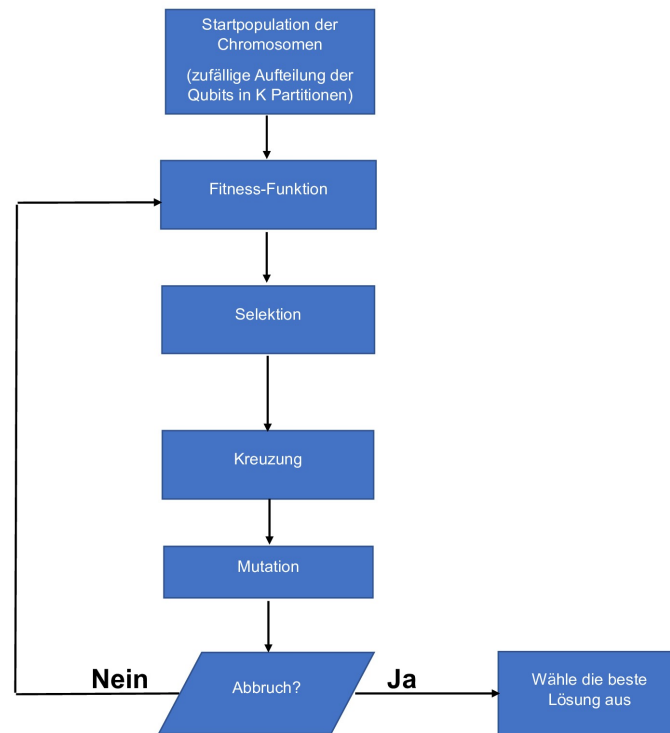 Startpopulation der
Chromosomen
(zufällige Aufteilung der
Qubits in K Partitionen)
Fitness-Funktion
Selektion
Kreuzung
Mutation
Nein
Abbruch?
Ja
Wähle die beste
Lösung aus